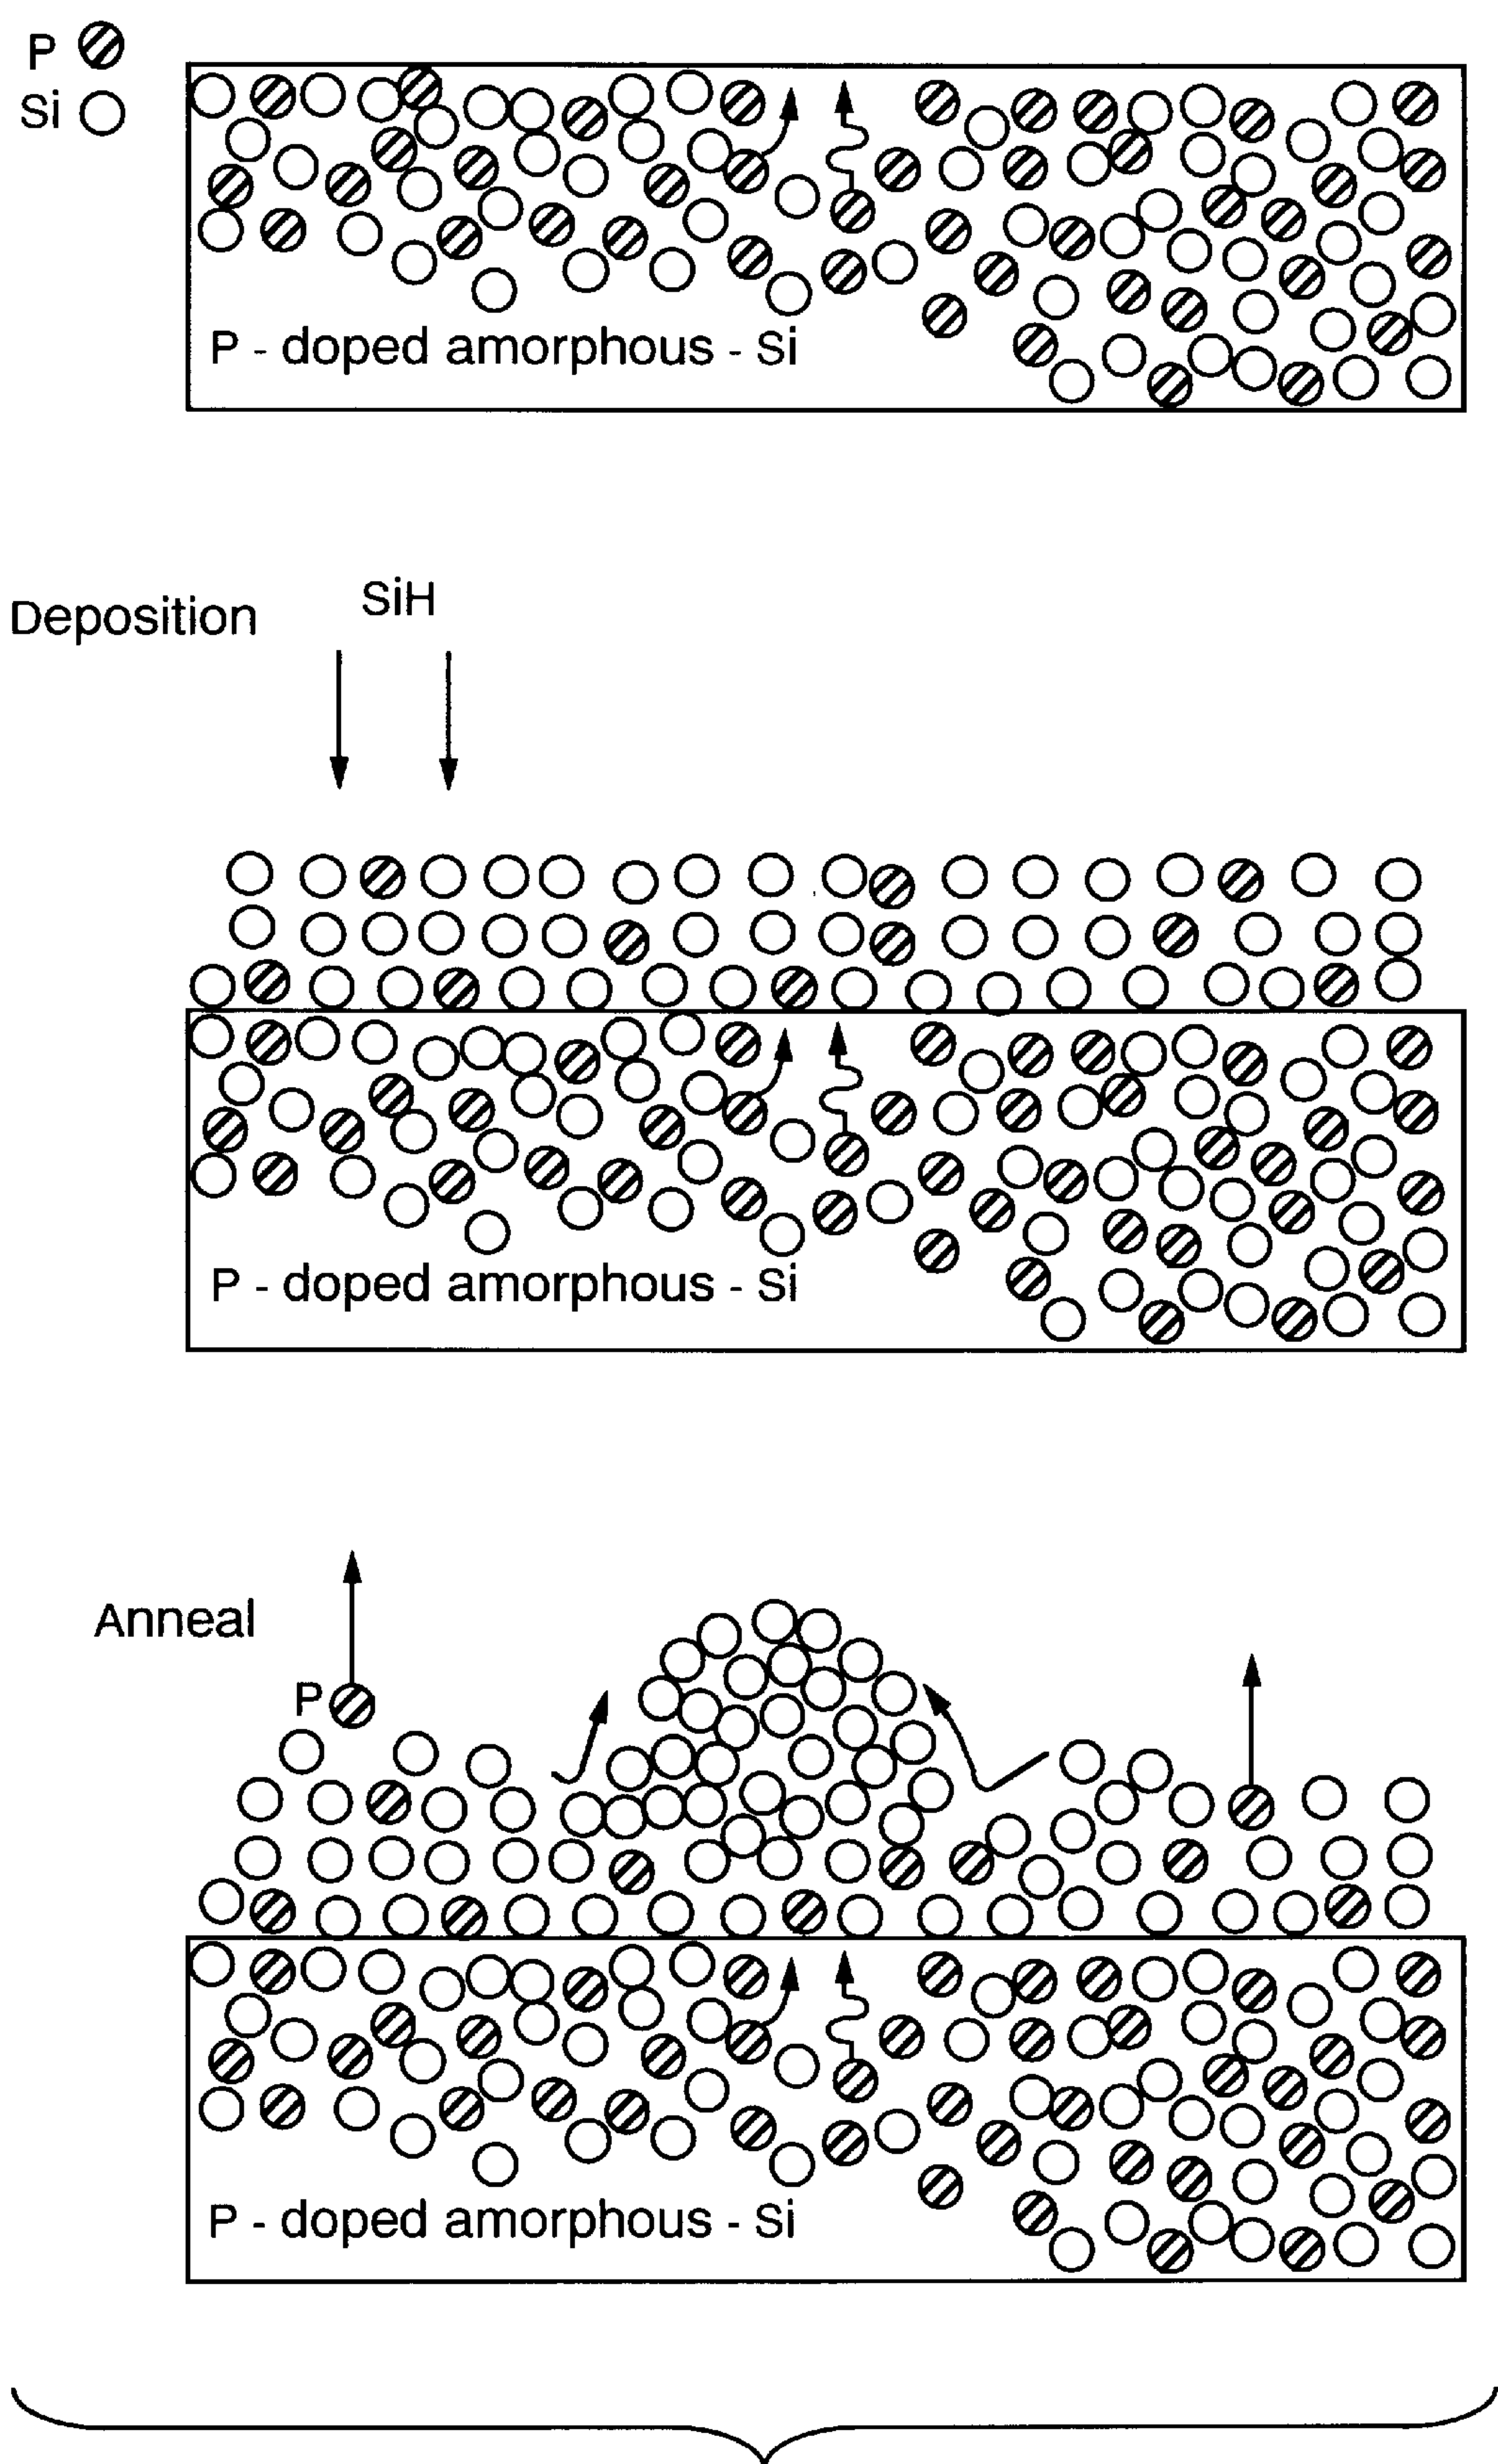 P
Si
P - doped amorphous - Si
SiH
Deposition
P - doped amorphous - Si
Anneal
P
P - doped amorphous - Si